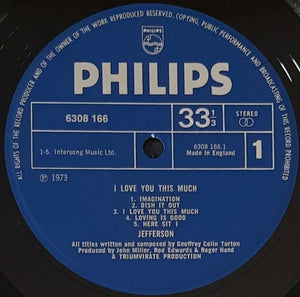 ALL RIGHTS OF THE RECORD PRODUCER AND OF THE OWNER OF THE WORK REPRODUCED RESERVED. COPYING, PUBLIC PERFORMANCE AND BROADCASTING OF THIS RECORD PROHIBITED
PHILIPS
PHILIPS
6308 166
33 1/3
STEREO
1-5. Intersong Music Ltd.
6308 166.1
Made in England
1
℗ 1973
I LOVE YOU THIS MUCH
1. IMAGINATION
2. DISH IT OUT
3. I LOVE YOU THIS MUCH
4. LOVING IS GOOD
5. HERE SIT I
JEFFERSON
All titles written and composed by Geoffrey Colin Turton
Produced by John Miller, Rod Edwards & Roger Hand
A TRIUMVIRATE PRODUCTION